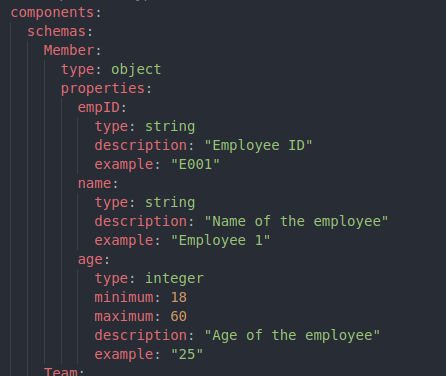 components:
schemas:
Member:
type: object
properties:
empID:
type: string
description: "Employee ID"
example: "E001"
name:
type: string
description: "Name of the employee"
example: "Employee 1"
age:
type: integer
minimum: 18
maximum: 60
description: "Age of the employee"
example: "25"
Team: